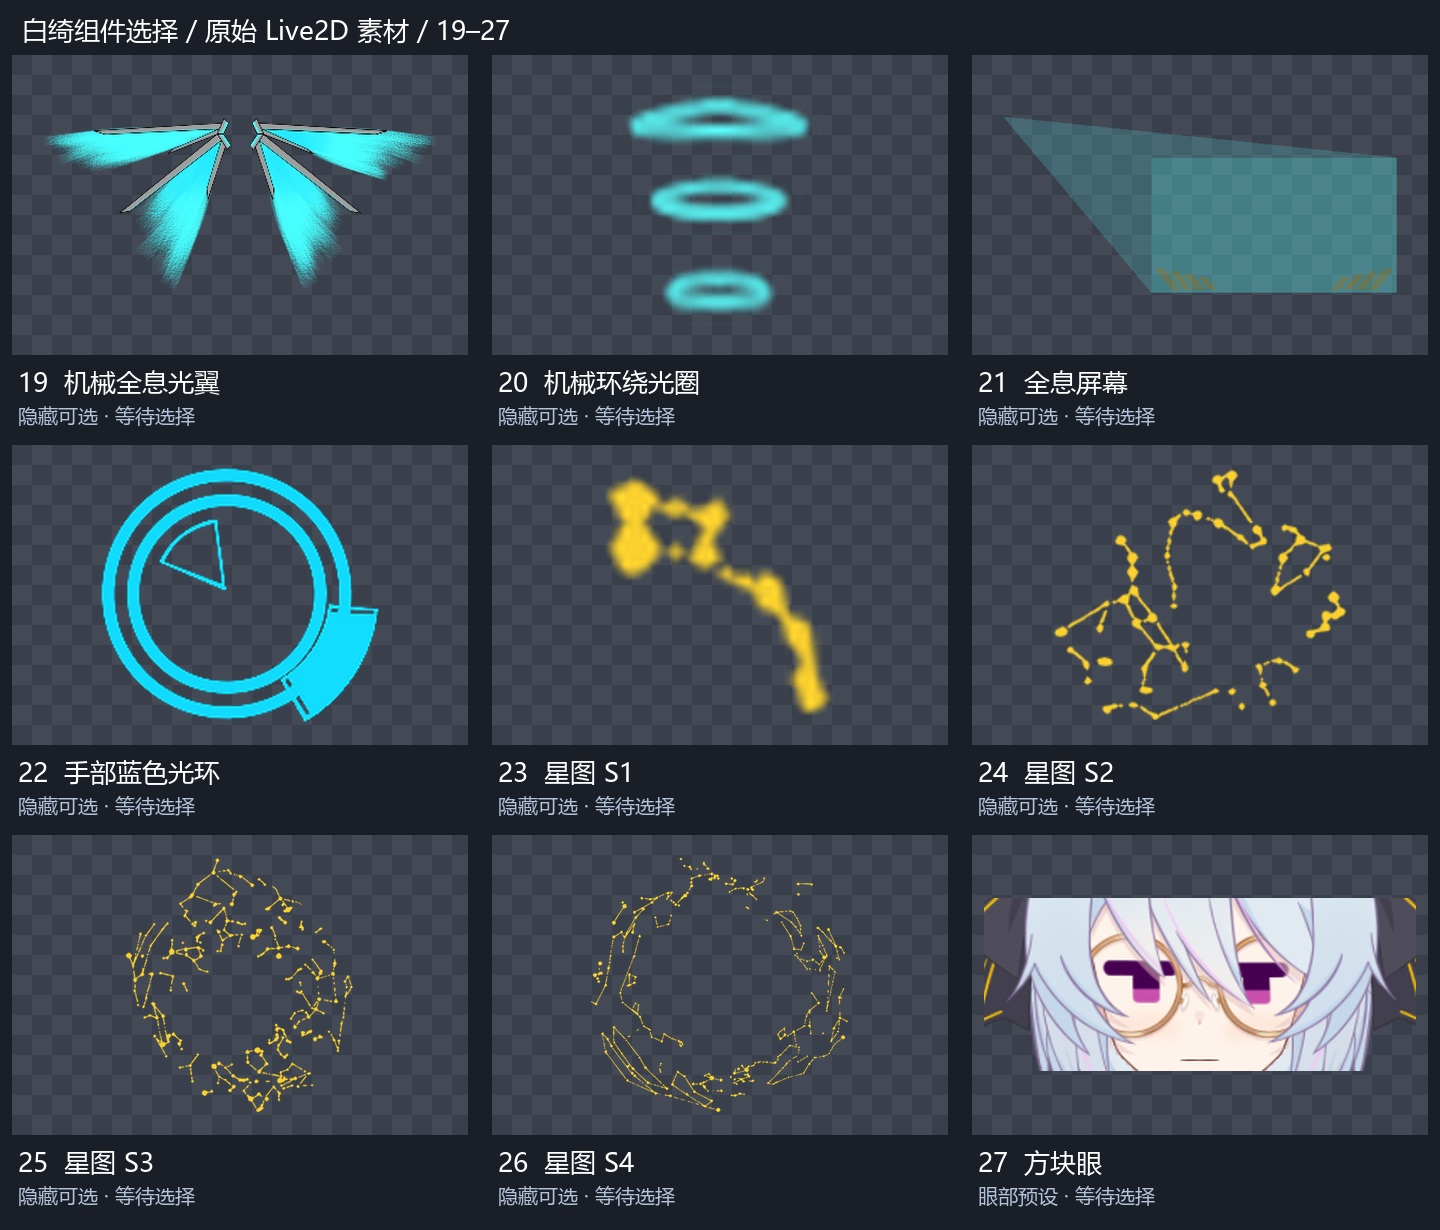 白绮组件选择 / 原始 Live2D 素材 / 19–27
19 机械全息光翼
隐藏可选 · 等待选择
20 机械环绕光圈
隐藏可选 · 等待选择
21 全息屏幕
隐藏可选 · 等待选择
22 手部蓝色光环
隐藏可选 · 等待选择
23 星图 S1
隐藏可选 · 等待选择
24 星图 S2
隐藏可选 · 等待选择
25 星图 S3
隐藏可选 · 等待选择
26 星图 S4
隐藏可选 · 等待选择
27 方块眼
眼部预设 · 等待选择